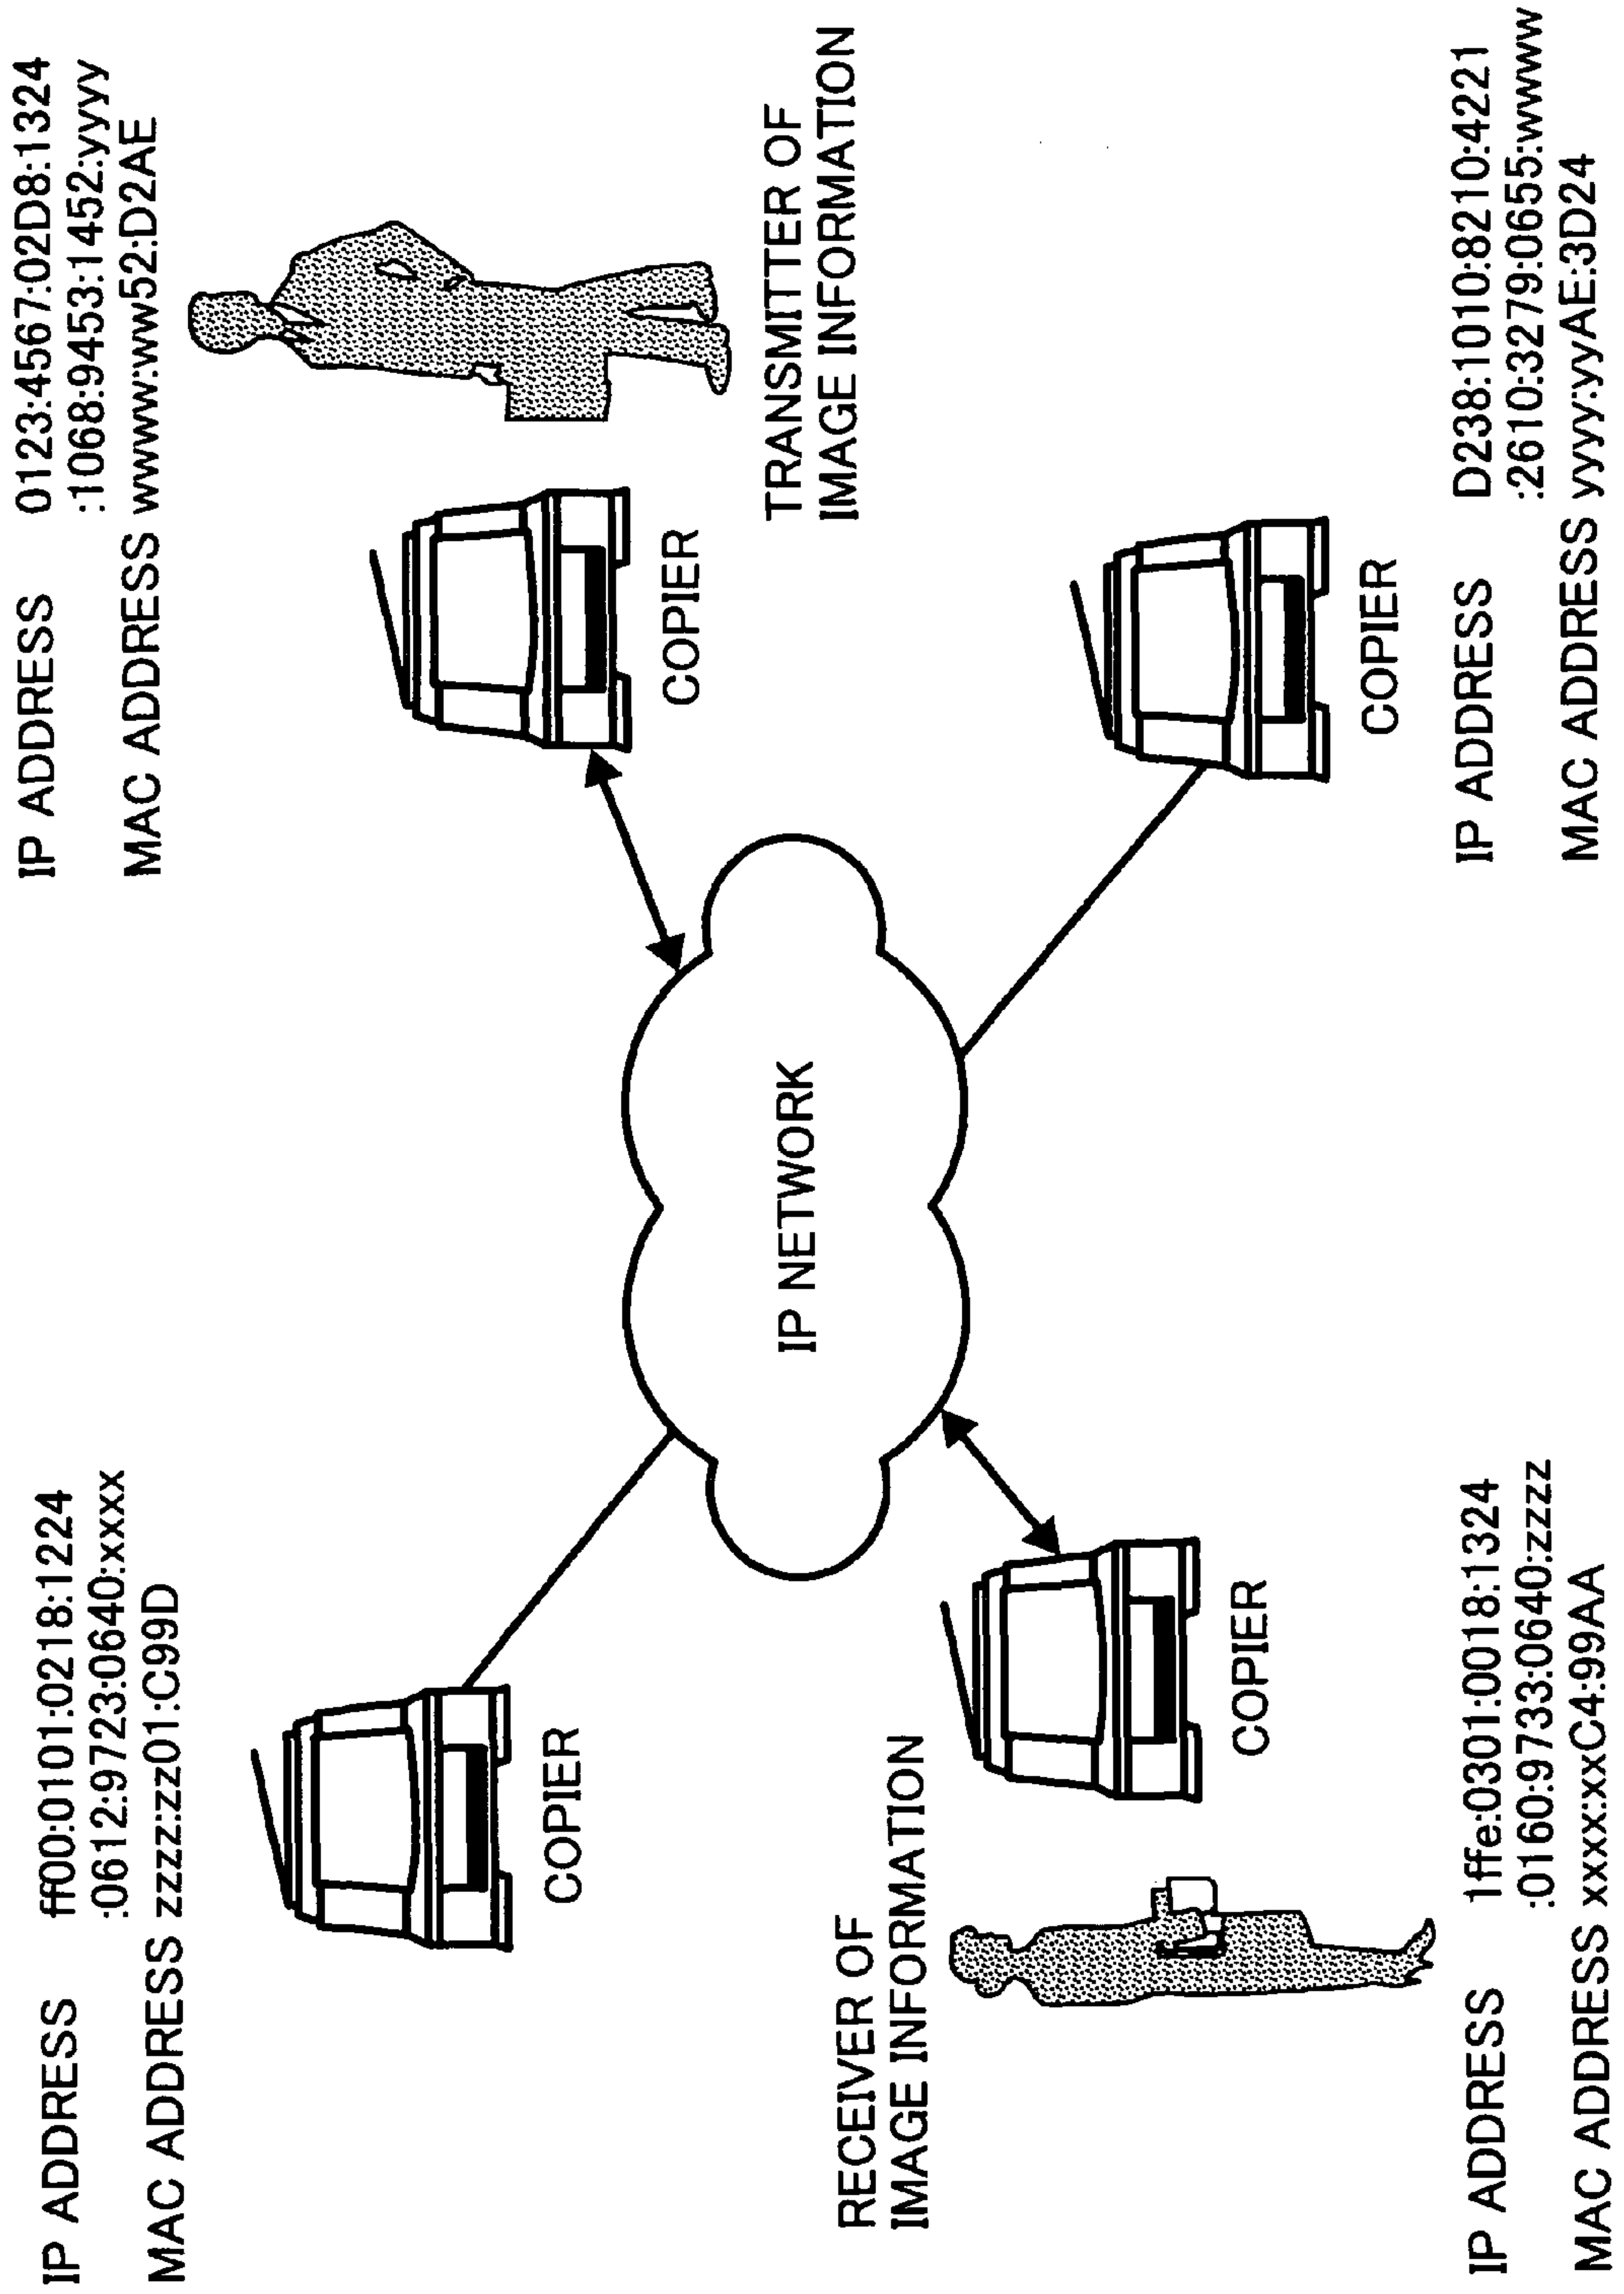 IP ADDRESS ff00:0101:0218:1224
:0612:9723:0640:xxxx
MAC ADDRESS zzzz:zz01:C99D
COPIER
IP ADDRESS 0123:4567:02D8:1324
:1068:9453:1452:yyyy
MAC ADDRESS wwww:ww52:D2AE
COPIER
TRANSMITTER OF
IMAGE INFORMATION
IP NETWORK
RECEIVER OF
IMAGE INFORMATION
COPIER
IP ADDRESS 1ffe:0301:0018:1324
:0160:9733:0640:zzzz
MAC ADDRESS xxxx:xxC4:99AA
COPIER
IP ADDRESS D238:1010:8210:4221
:2610:3279:0655:wwww
MAC ADDRESS yyyy:yyAE:3D24